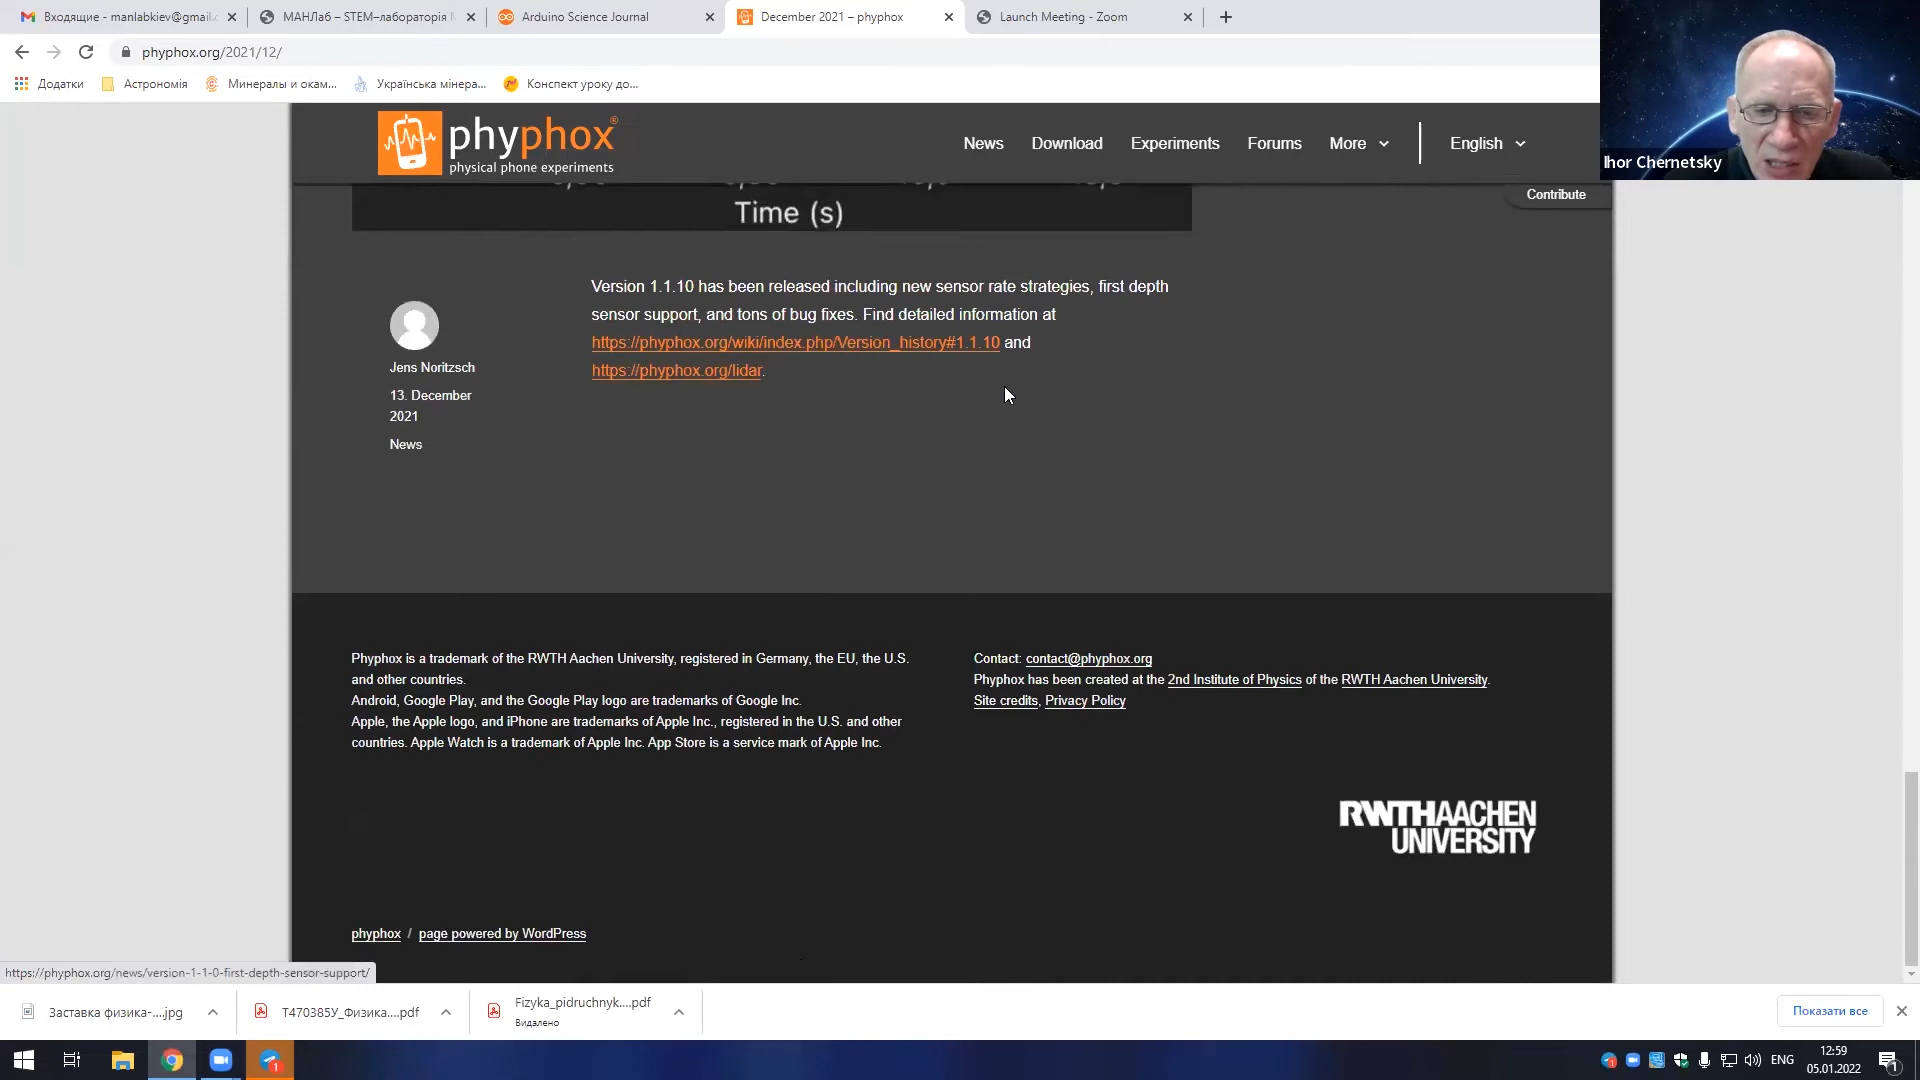 Входящие - manlabkiev@gmail.
МАНЛаб – STEM–лабораторія
Arduino Science Journal
December 2021 – phyphox
Launch Meeting - Zoom
phyphox.org/2021/12/
Додатки
Астрономія
Минералы и окам...
Українська мінера...
Конспект уроку до...
phyphox®
physical phone experiments
News
Download
Experiments
Forums
More
English
Ihor Chernetsky
Contribute
Time (s)
Version 1.1.10 has been released including new sensor rate strategies, first depth
sensor support, and tons of bug fixes. Find detailed information at
https://phyphox.org/wiki/index.php/Version_history#1.1.10 and
https://phyphox.org/lidar.
Jens Noritzsch
13. December
2021
News
Phyphox is a trademark of the RWTH Aachen University, registered in Germany, the EU, the U.S.
and other countries.
Android, Google Play, and the Google Play logo are trademarks of Google Inc.
Apple, the Apple logo, and iPhone are trademarks of Apple Inc., registered in the U.S. and other
countries. Apple Watch is a trademark of Apple Inc. App Store is a service mark of Apple Inc.
Contact: contact@phyphox.org
Phyphox has been created at the 2nd Institute of Physics of the RWTH Aachen University.
Site credits, Privacy Policy
RWTHAACHEN
UNIVERSITY
phyphox / page powered by WordPress
https://phyphox.org/news/version-1-1-0-first-depth-sensor-support/
Заставка физика-....jpg
Т470385У_Физика....pdf
Fizyka_pidruchnyk....pdf
Видалено
Показати все
1
ENG
12:59
05.01.2022
1